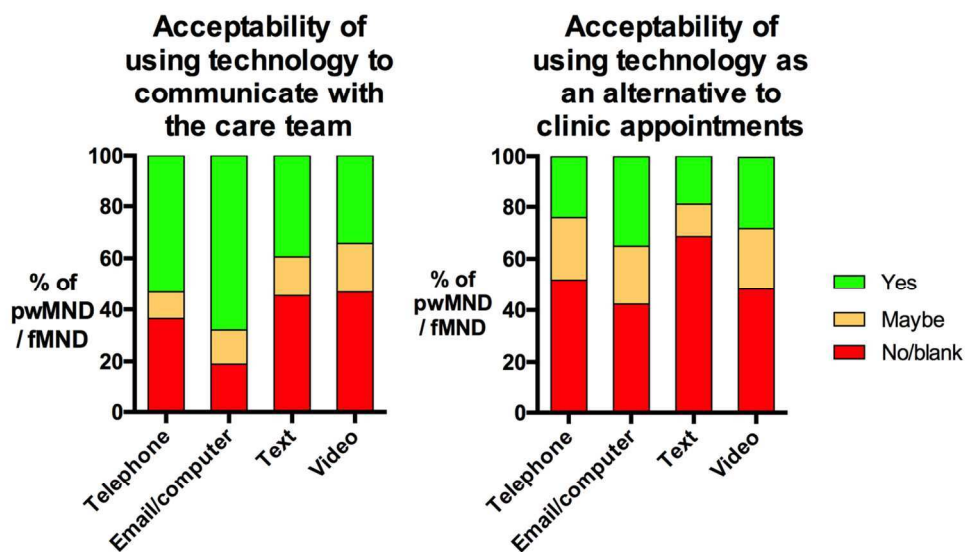 Acceptability of
using technology to
communicate with
the care team
100
80
60
40
20
0
% of
pwMND
/ fMND
Telephone
Email/computer
Text
Video
Acceptability of
using technology as
an alternative to
clinic appointments
100
80
60
40
20
0
% of
pwMND
/ fMND
Telephone
Email/computer
Text
Video
Yes
Maybe
No/blank